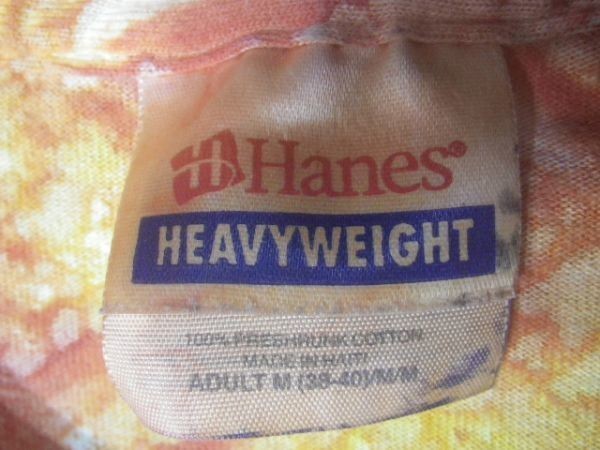 Hanes®
HEAVYWEIGHT
100% PRESHRUNK COTTON
MADE IN HAITI
ADULT M (38-40)/M/M